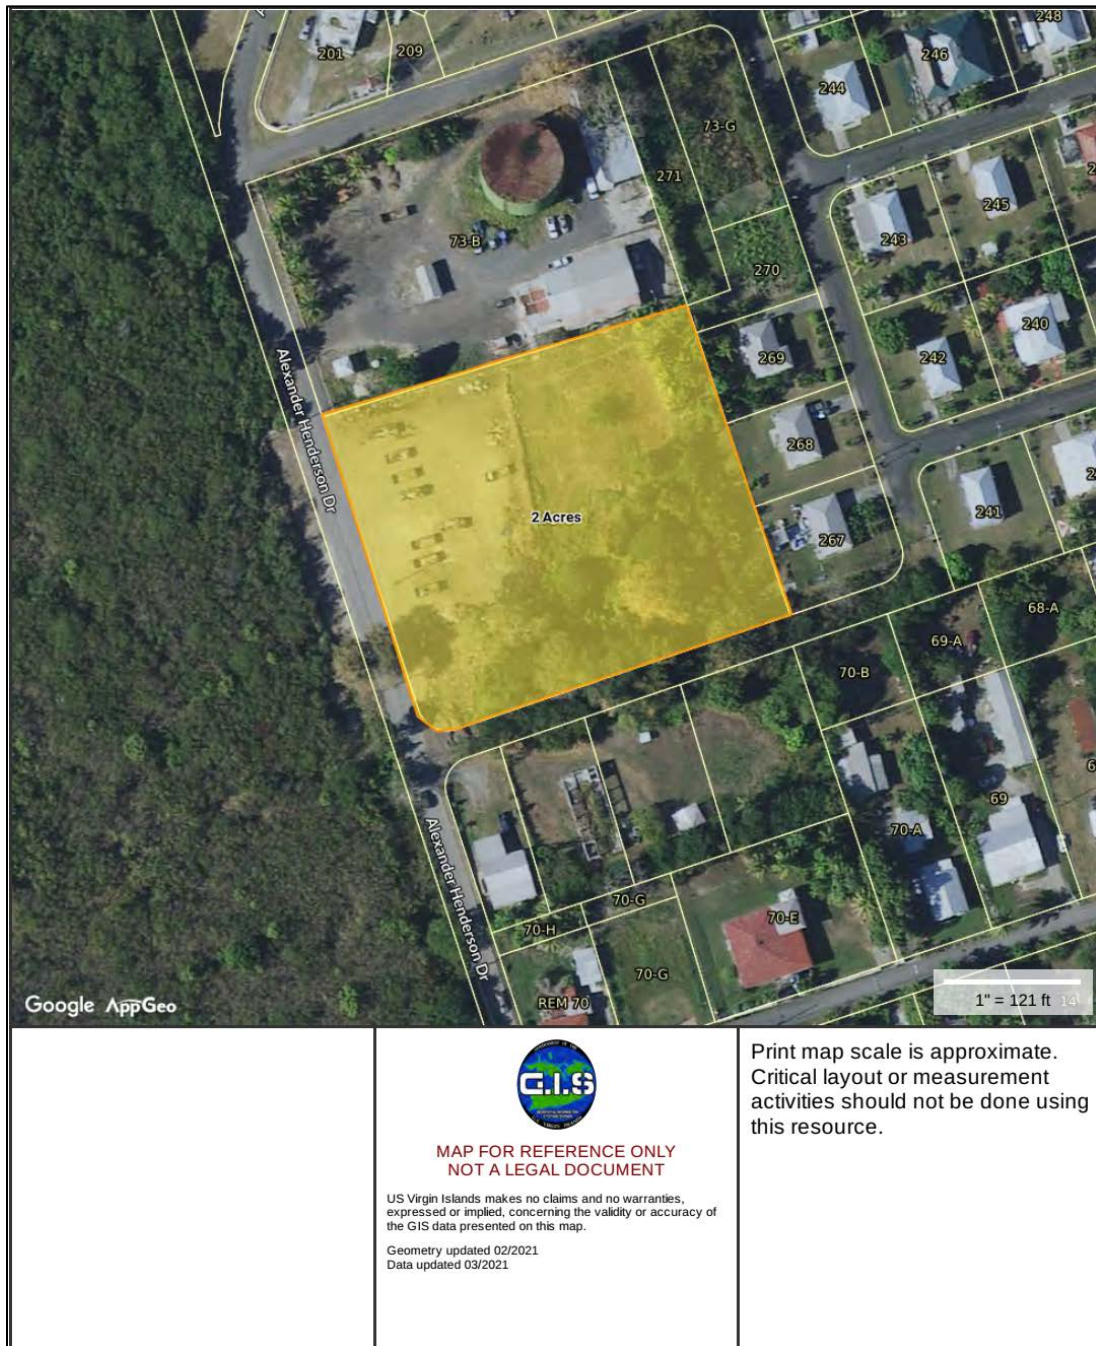 248
201
209
246
244
73-G
271
245
73-B
243
270
240
269
242
Alexander Henderson Dr
268
2 Acres
241
267
68-A
69-A
70-B
69
70-A
Alexander Henderson Dr
70-G
70-E
70-H
70-G
REM 70
Google AppGeo
1" = 121 ft
G.I.S
MAP FOR REFERENCE ONLY
NOT A LEGAL DOCUMENT
US Virgin Islands makes no claims and no warranties,
expressed or implied, concerning the validity or accuracy of
the GIS data presented on this map.
Geometry updated 02/2021
Data updated 03/2021
Print map scale is approximate.
Critical layout or measurement
activities should not be done using
this resource.